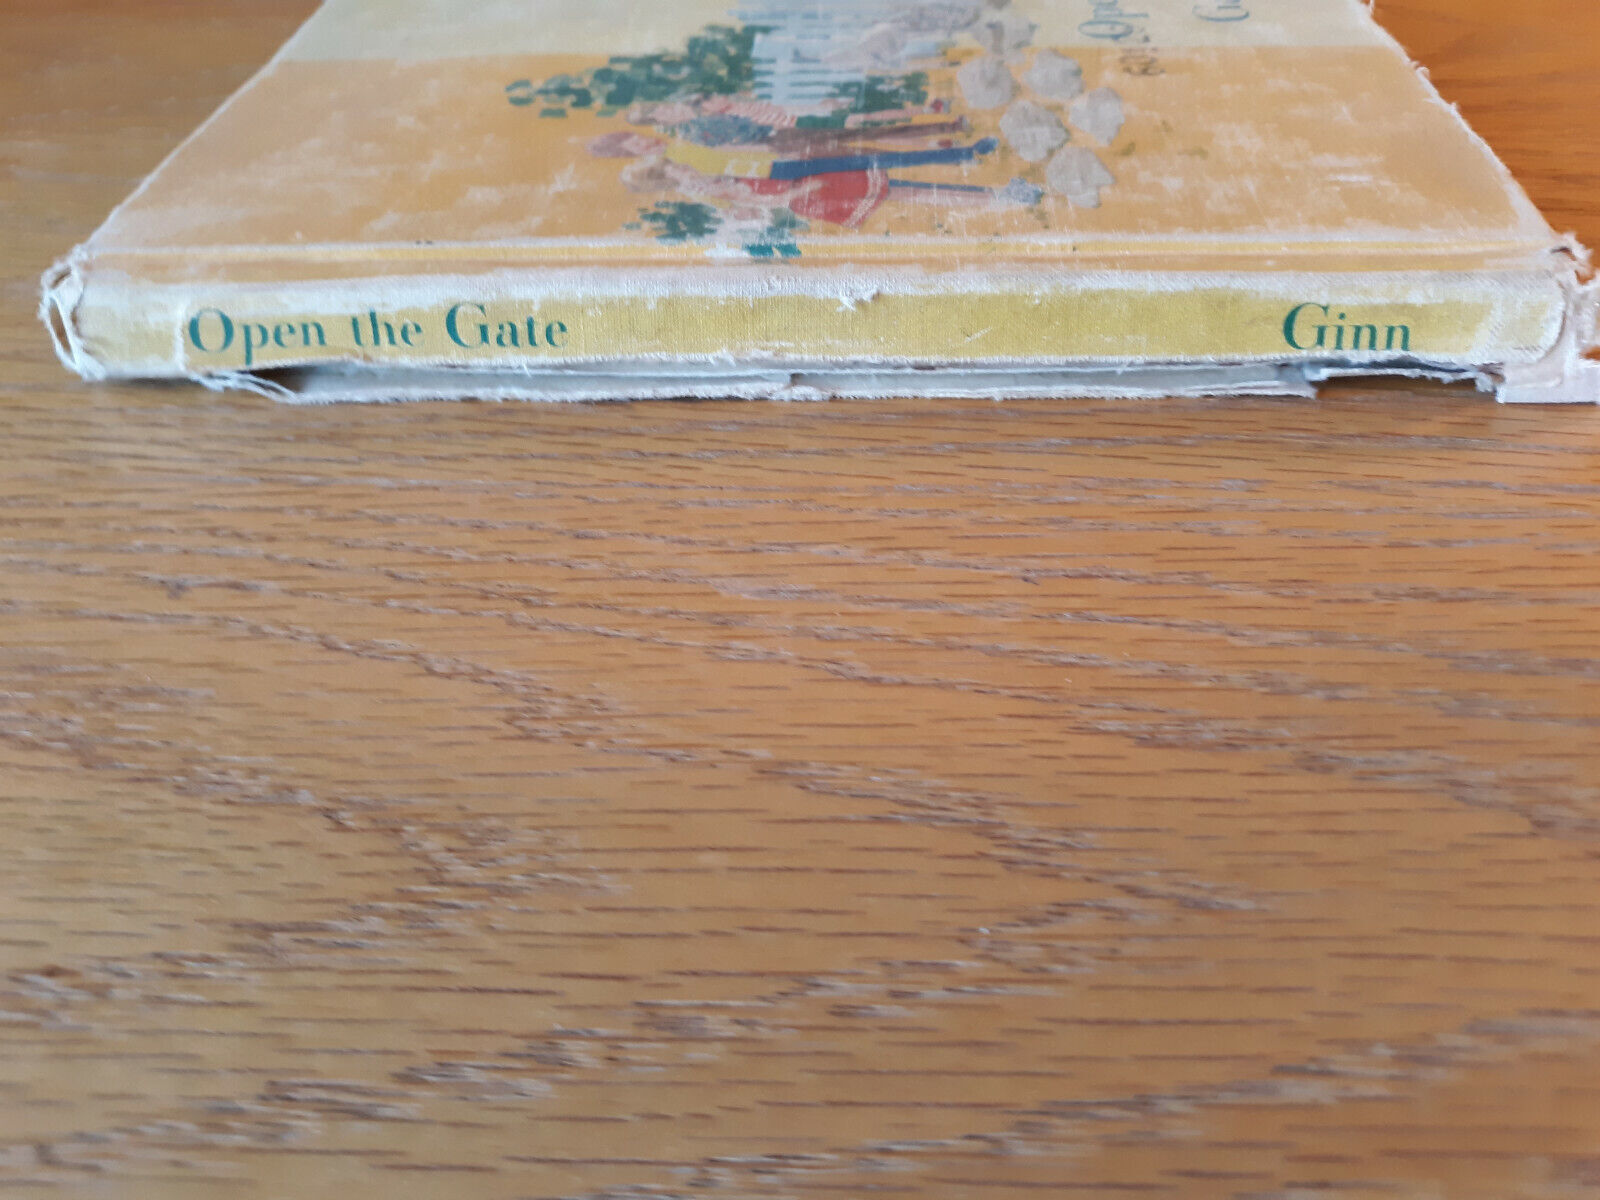 Open the Gate
Ginn